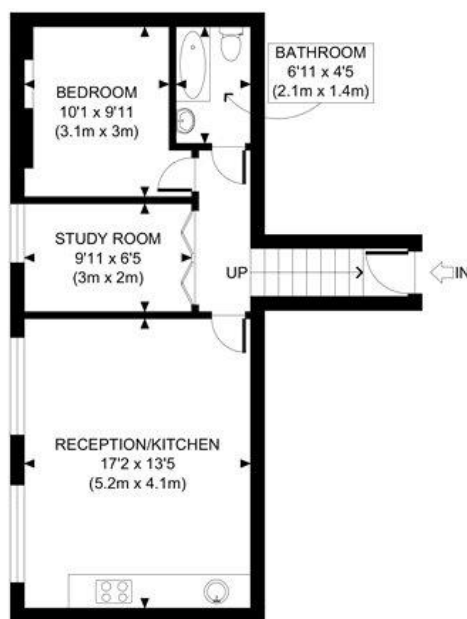 BATHROOM
6'11 x 4'5
(2.1m x 1.4m)
BEDROOM
10'1 x 9'11
(3.1m x 3m)
STUDY ROOM
9'11 x 6'5
(3m x 2m)
UP
IN
RECEPTION/KITCHEN
17'2 x 13'5
(5.2m x 4.1m)